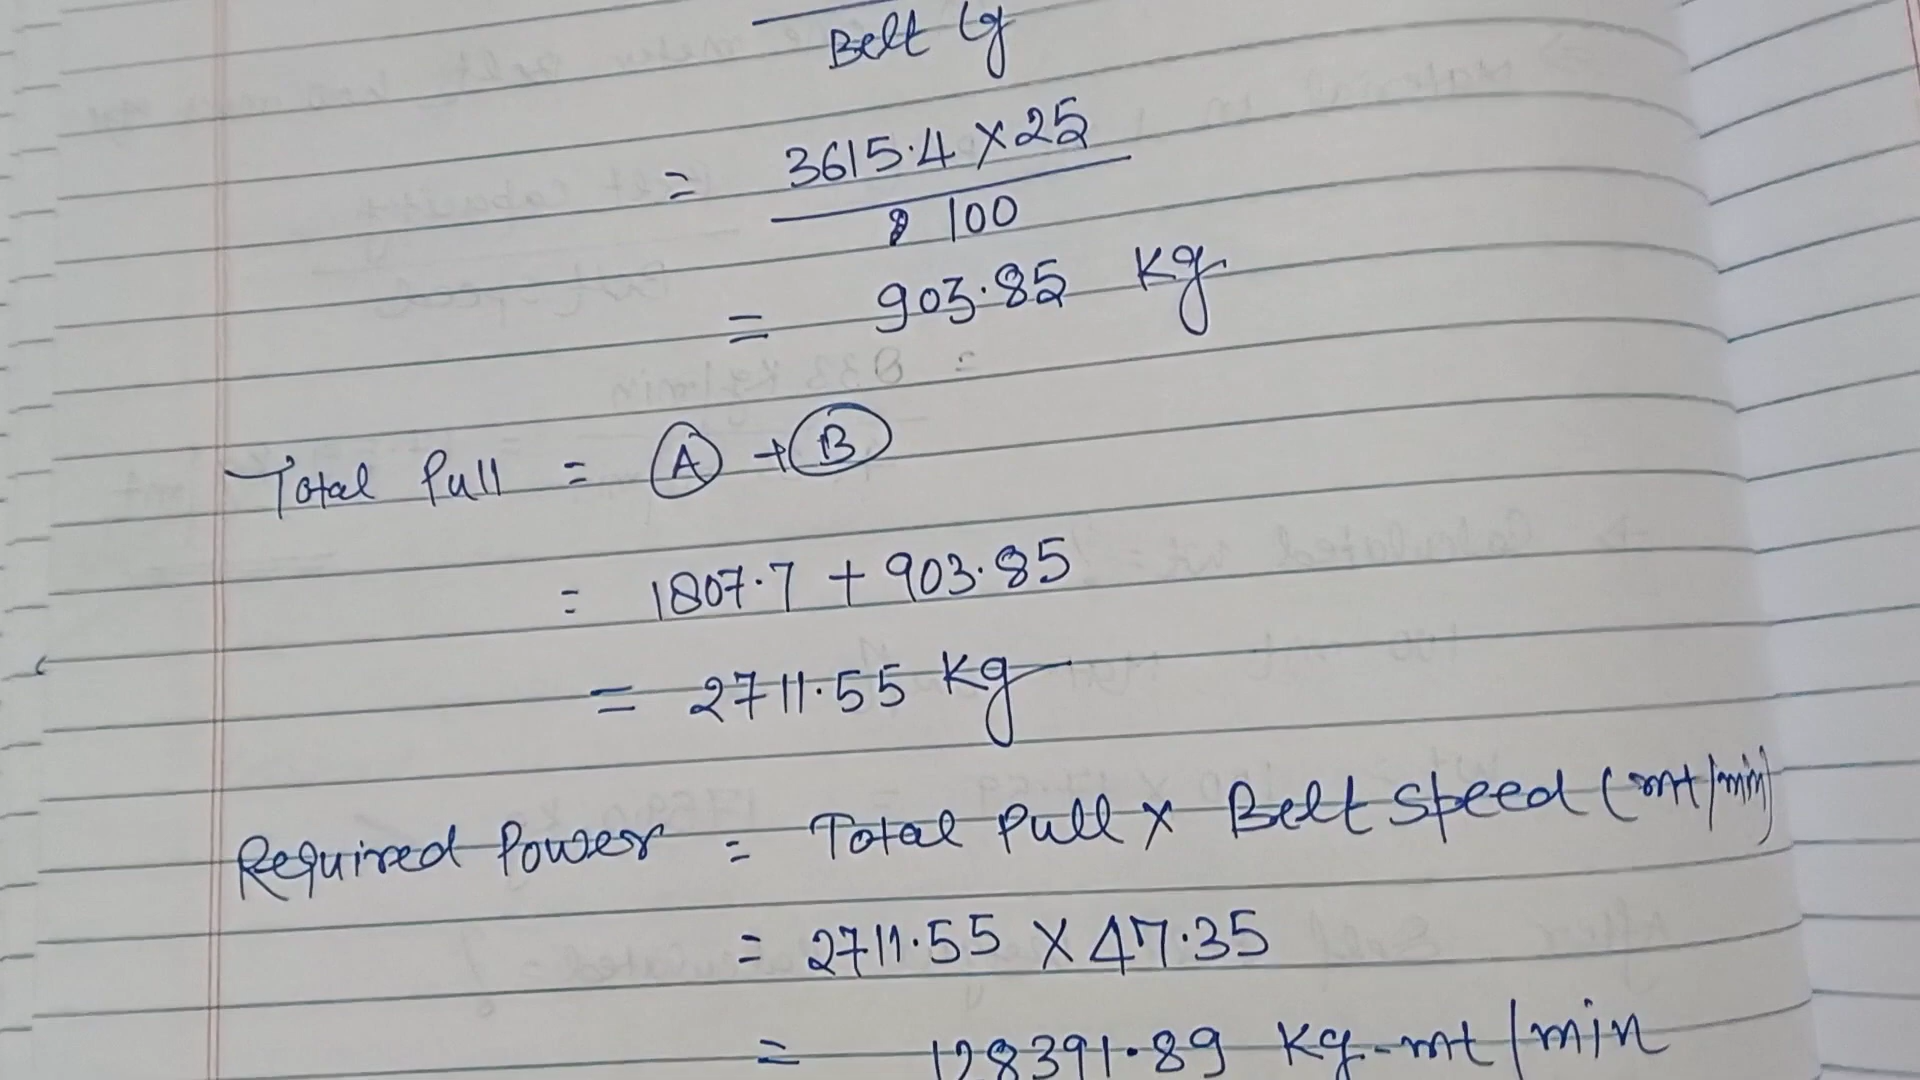 Belt Lg
= 3615.4 × 25
100
= 903.85 Kg
Total Pull = A + B
= 1807.7 + 903.85
= 2711.55 Kg
Required Power = Total Pull × Belt Speed (mt/min)
= 2711.55 × 47.35
= 128391.89 Kg-mt/min